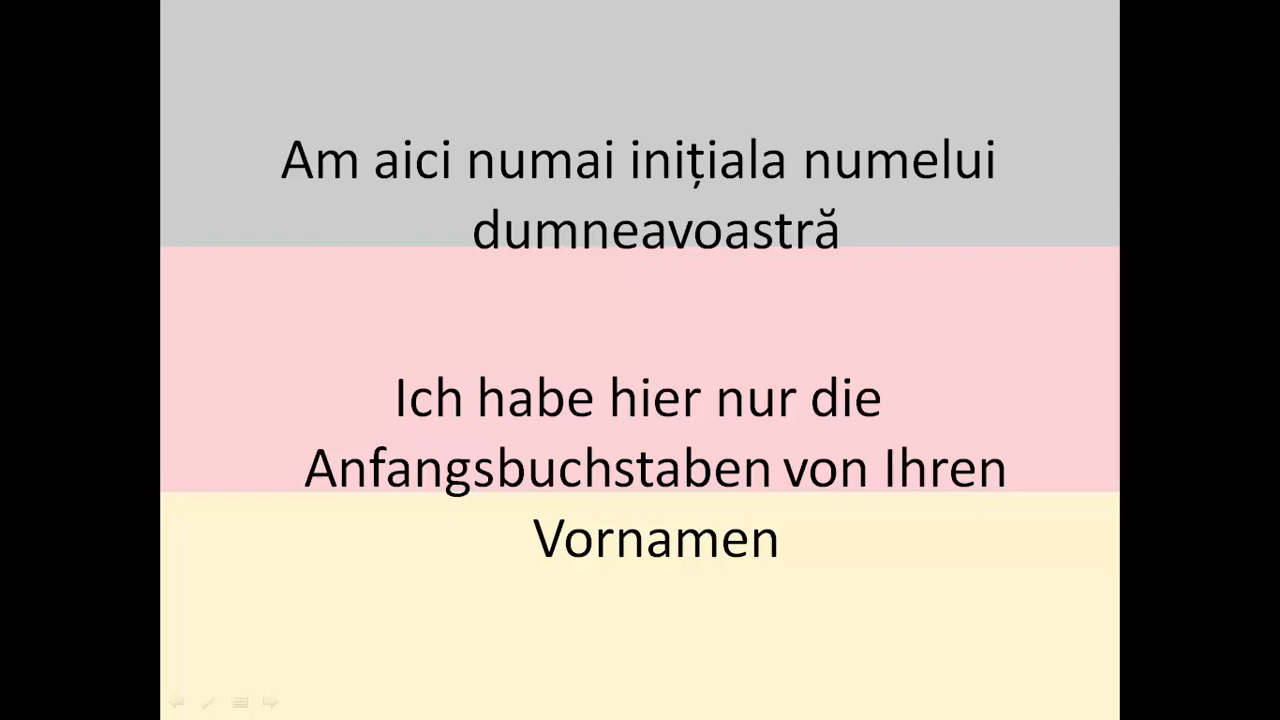 Am aici numai inițiala numelui
dumneavoastră
Ich habe hier nur die
Anfangsbuchstaben von Ihren
Vornamen